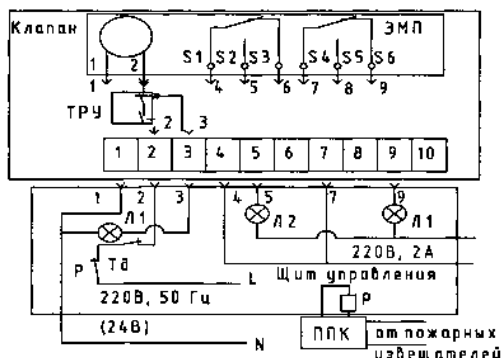 Клапан
ЭМП
1 2 S1 S2 S3 S4 S5 S6
1 4 5 6 7 8 9
ТРУ 2 3
1 2 3 4 5 6 7 8 9 10
1 2 3 4 5 7 9
Л1 Л2 Л1
Р Тд
220В, 2А
Щит управления
L
220В, 50 Гц
(24В)
Р
N
ППК
от пожарных
извещателей